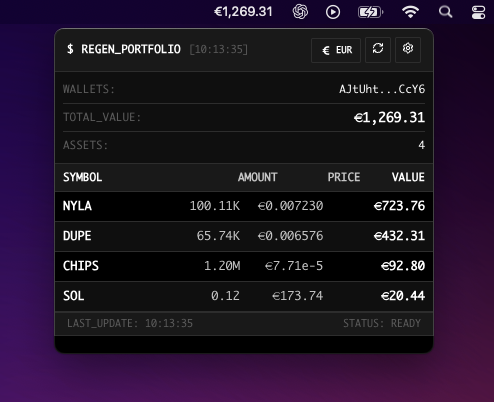 €1,269.31
$ REGEN_PORTFOLIO [10:13:35] € EUR
WALLETS: AJtUht...CcY6
TOTAL_VALUE: €1,269.31
ASSETS: 4
SYMBOL AMOUNT PRICE VALUE
NYLA 100.11K €0.007230 €723.76
DUPE 65.74K €0.006576 €432.31
CHIPS 1.20M €7.71e-5 €92.80
SOL 0.12 €173.74 €20.44
LAST_UPDATE: 10:13:35 STATUS: READY